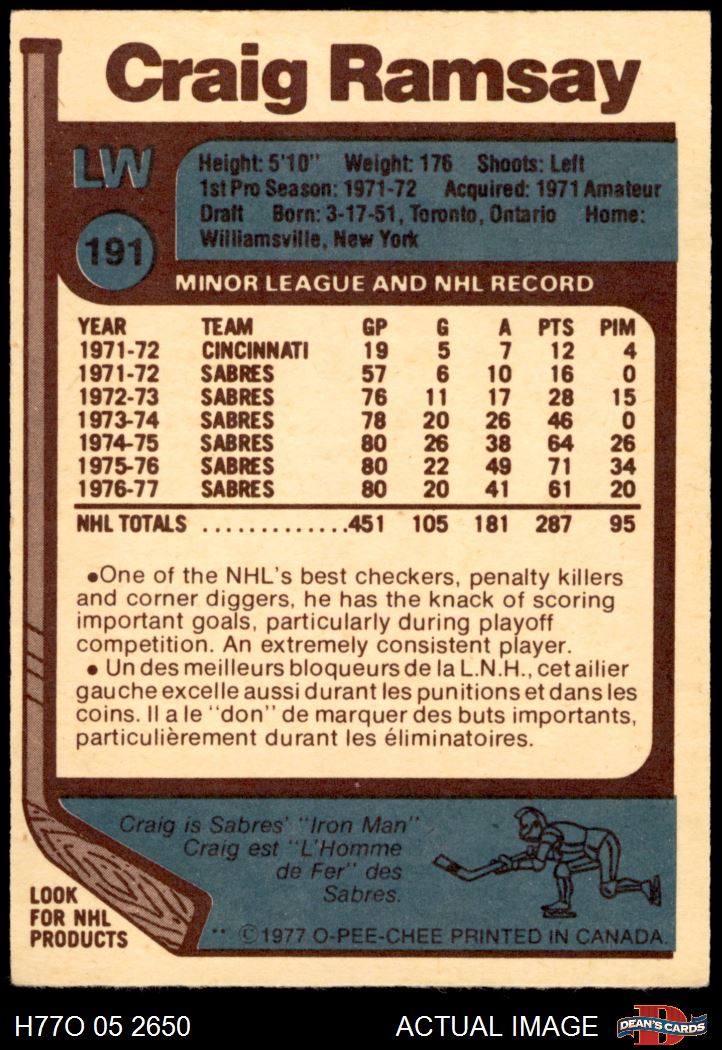 Craig Ramsay
LW
191
Height: 5'10" Weight: 176 Shoots: Left
1st Pro Season: 1971-72 Acquired: 1971 Amateur
Draft Born: 3-17-51, Toronto, Ontario Home:
Williamsville, New York
MINOR LEAGUE AND NHL RECORD
YEAR TEAM GP G A PTS PIM
1971-72 CINCINNATI 19 5 7 12 4
1971-72 SABRES 57 6 10 16 0
1972-73 SABRES 76 11 17 28 15
1973-74 SABRES 78 20 26 46 0
1974-75 SABRES 80 26 38 64 26
1975-76 SABRES 80 22 49 71 34
1976-77 SABRES 80 20 41 61 20
NHL TOTALS .............451 105 181 287 95
●One of the NHL's best checkers, penalty killers
and corner diggers, he has the knack of scoring
important goals, particularly during playoff
competition. An extremely consistent player.
● Un des meilleurs bloqueurs de la L.N.H., cet ailier
gauche excelle aussi durant les punitions et dans les
coins. Il a le "don" de marquer des buts importants,
particulièrement durant les éliminatoires.
Craig is Sabres' "Iron Man"
Craig est "L'Homme
de Fer" des
Sabres.
LOOK
FOR NHL
PRODUCTS
** ©1977 O-PEE-CHEE PRINTED IN CANADA.
H77O 05 2650
ACTUAL IMAGE
D
DEAN'S CARDS